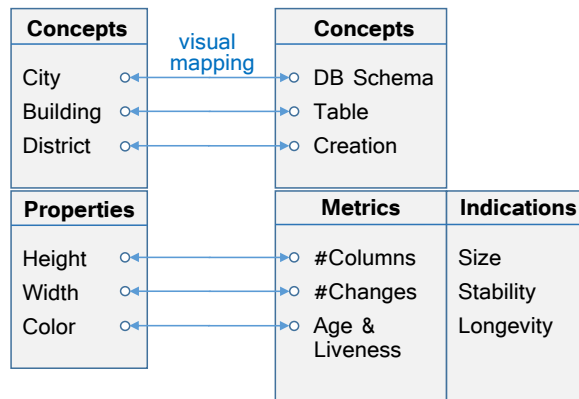 Concepts
visual
mapping
Concepts
City
DB Schema
Building
Table
District
Creation
Properties
Metrics
Indications
Height
#Columns
Size
Width
#Changes
Stability
Color
Age &
Liveness
Longevity